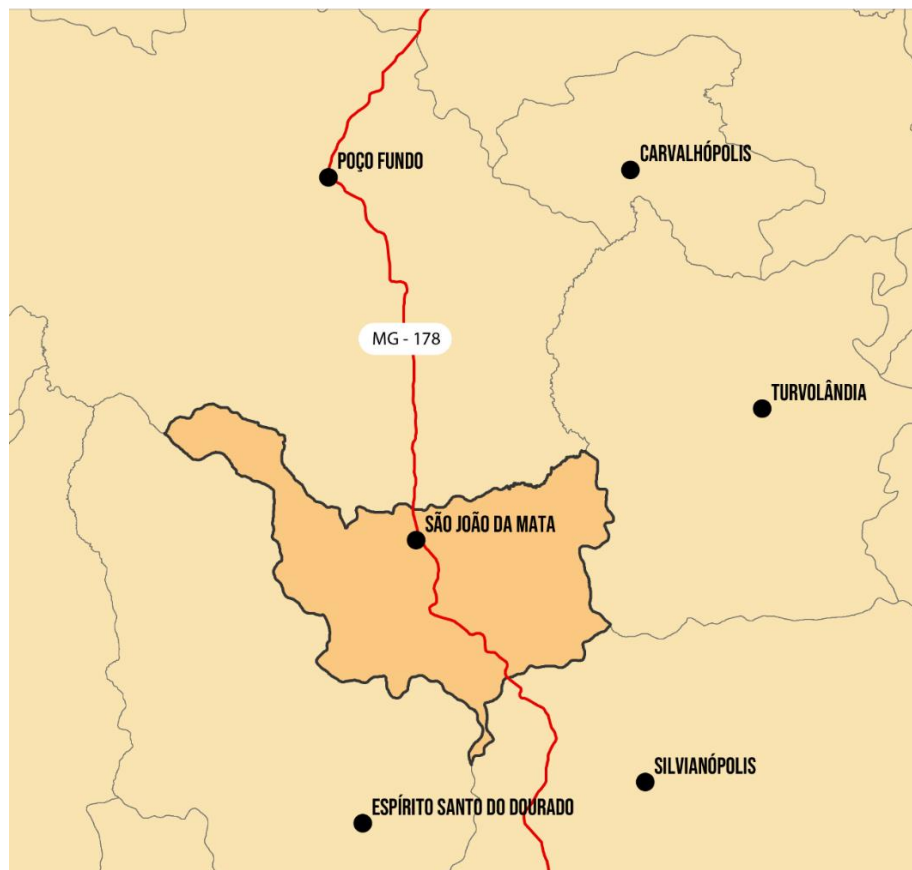 POÇO FUNDO
CARVALHÓPOLIS
MG - 178
TURVOLÂNDIA
SÃO JOÃO DA MATA
SILVIANÓPOLIS
ESPÍRITO SANTO DO DOURADO